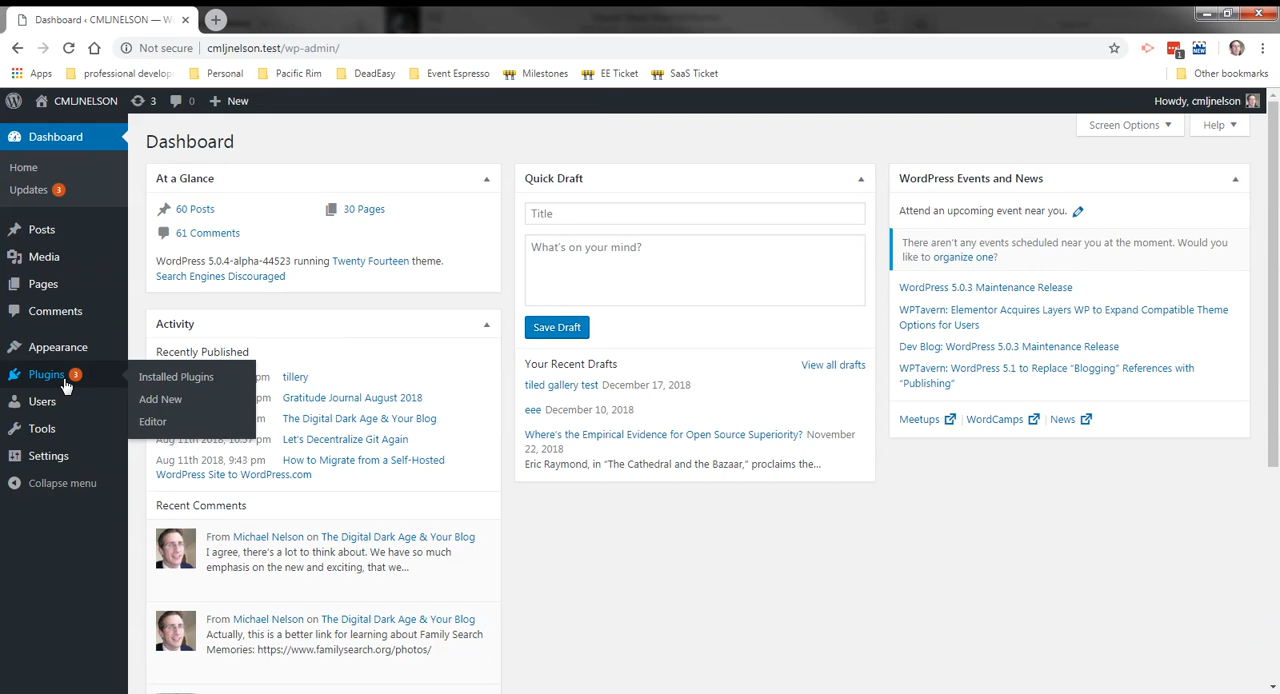 Dashboard ‹ CMLJNELSON — W
Not secure cmljnelson.test/wp-admin/
1
NEW
Apps professional develop Personal Pacific Rim DeadEasy Event Espresso Milestones EE Ticket SaaS Ticket Other bookmarks
CMLJNELSON 3 0 New Howdy, cmljnelson
Dashboard
Home
Updates 3
Posts
Media
Pages
Comments
Appearance
Plugins 3
Users
Tools
Settings
Collapse menu
Installed Plugins
Add New
Editor
Screen Options Help
Dashboard
At a Glance
60 Posts 30 Pages
61 Comments
WordPress 5.0.4-alpha-44523 running Twenty Fourteen theme.
Search Engines Discouraged
Activity
Recently Published
pm tillery
pm Gratitude Journal August 2018
pm The Digital Dark Age & Your Blog
Aug 11th 2018, 10:37 pm Let's Decentralize Git Again
Aug 11th 2018, 9:43 pm How to Migrate from a Self-Hosted
WordPress Site to WordPress.com
Recent Comments
From Michael Nelson on The Digital Dark Age & Your Blog
I agree, there's a lot to think about. We have so much
emphasis on the new and exciting, that we...
From Michael Nelson on The Digital Dark Age & Your Blog
Actually, this is a better link for learning about Family Search
Memories: https://www.familysearch.org/photos/
Quick Draft
Title
What's on your mind?
Save Draft
Your Recent Drafts View all drafts
tiled gallery test December 17, 2018
eee December 10, 2018
Where's the Empirical Evidence for Open Source Superiority? November
22, 2018
Eric Raymond, in “The Cathedral and the Bazaar,” proclaims the...
WordPress Events and News
Attend an upcoming event near you.
There aren't any events scheduled near you at the moment. Would you
like to organize one?
WordPress 5.0.3 Maintenance Release
WPTavern: Elementor Acquires Layers WP to Expand Compatible Theme
Options for Users
Dev Blog: WordPress 5.0.3 Maintenance Release
WPTavern: WordPress 5.1 to Replace “Blogging” References with
“Publishing”
Meetups WordCamps News